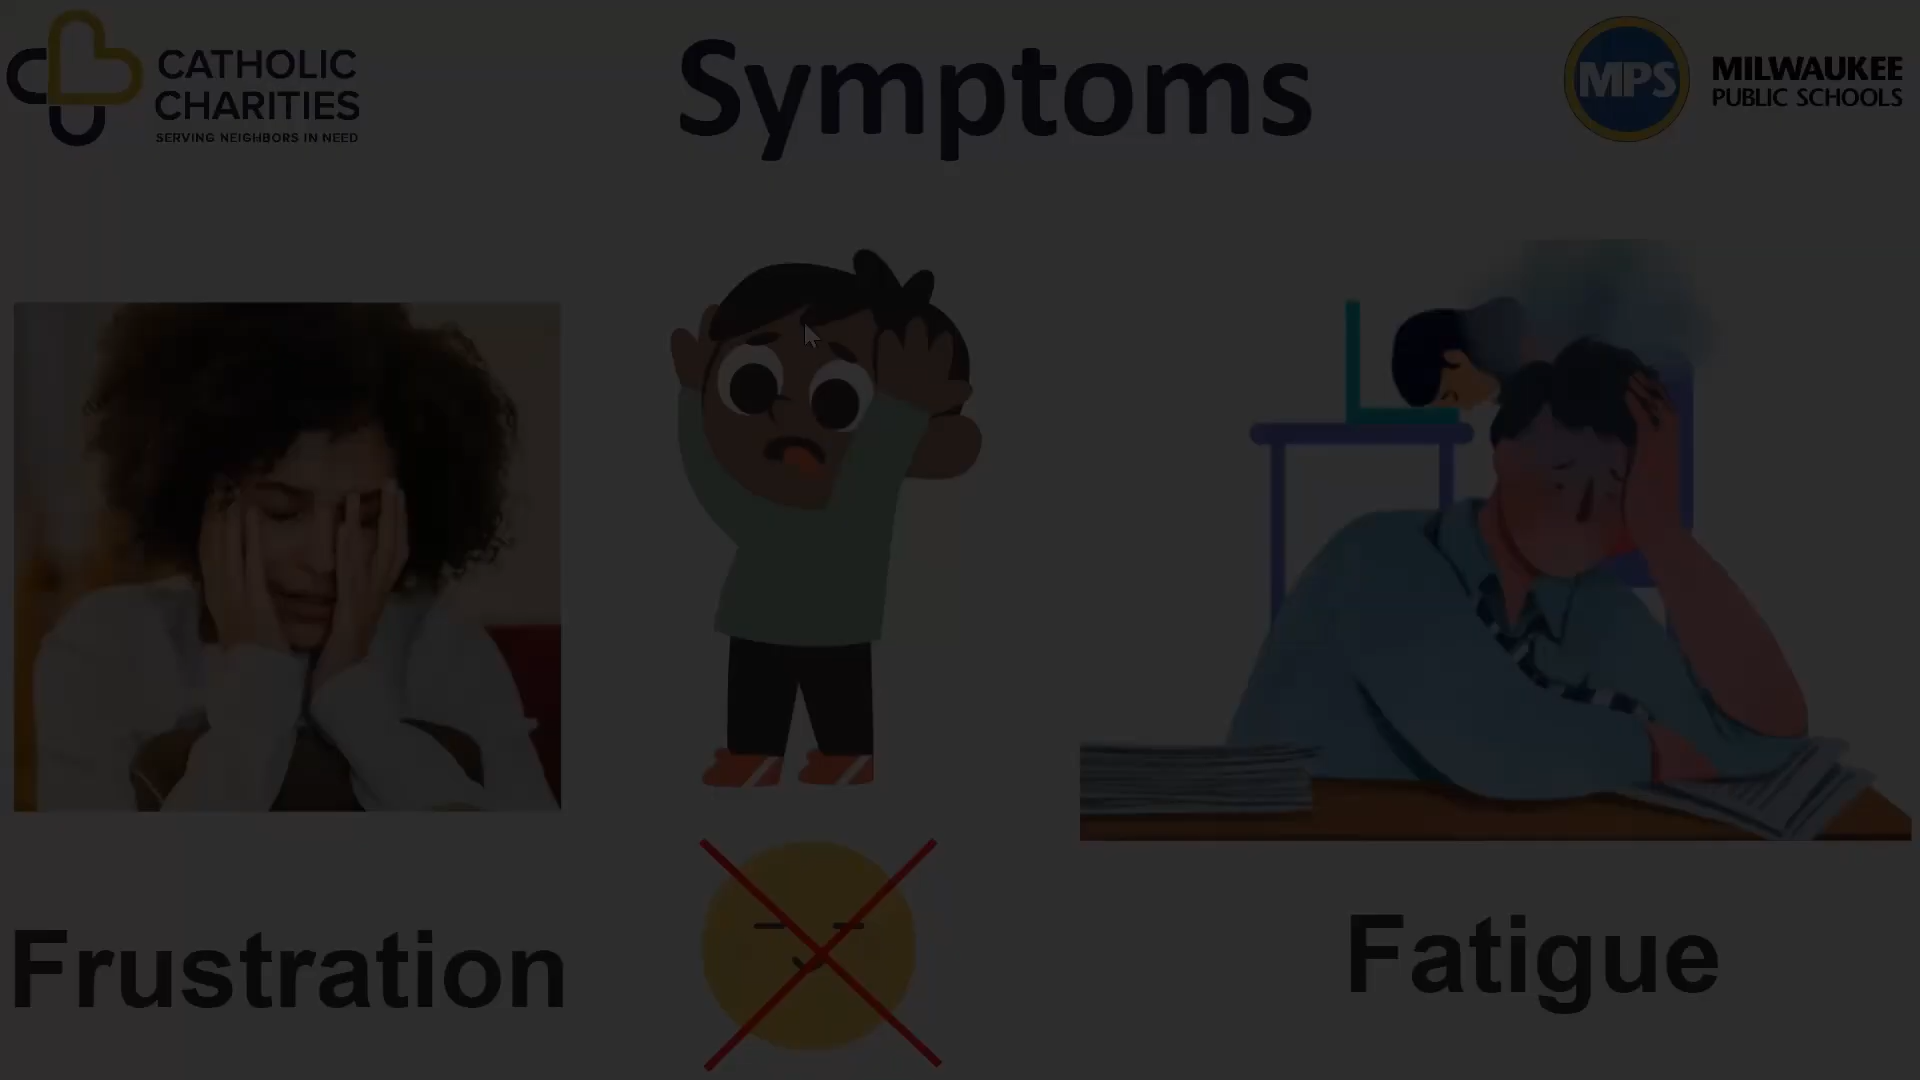 CATHOLIC
CHARITIES
SERVING NEIGHBORS IN NEED
Symptoms
MPS
MILWAUKEE
PUBLIC SCHOOLS
Frustration
Fatigue